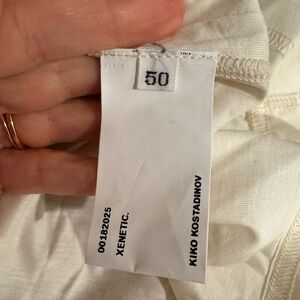 50
00182025
XENETIC.
KIKO KOSTADINOV